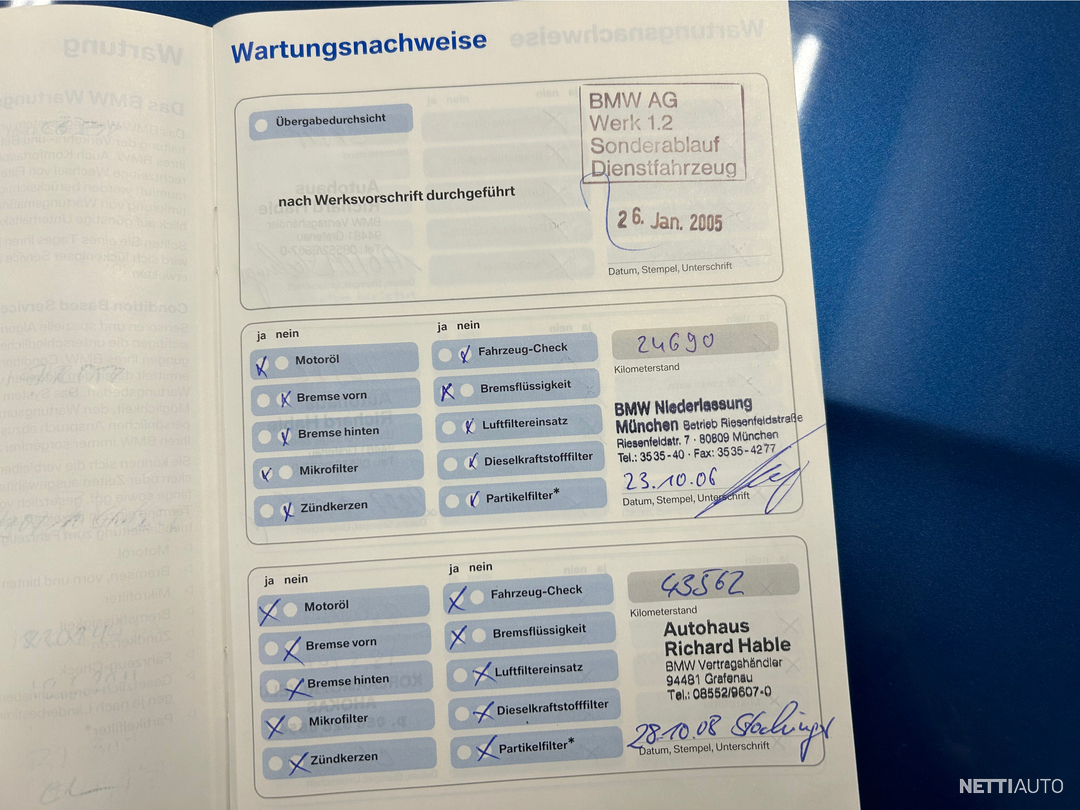 Wartungsnachweise
Übergabedurchsicht
nach Werksvorschrift durchgeführt
BMW AG
Werk 1.2
Sonderablauf
Dienstfahrzeug
26. Jan. 2005
Datum, Stempel, Unterschrift
ja nein
Motoröl
Bremse vorn
Bremse hinten
Mikrofilter
Zündkerzen
ja nein
Fahrzeug-Check
Bremsflüssigkeit
Luftfiltereinsatz
Dieselkraftstofffilter
Partikelfilter*
24690
Kilometerstand
BMW Niederlassung
München Betrieb Riesenfeldstraße
Riesenfeldstr. 7 · 80809 München
Tel.: 3535-40 · Fax: 3535-4277
23.10.06
Datum, Stempel, Unterschrift
ja nein
Motoröl
Bremse vorn
Bremse hinten
Mikrofilter
Zündkerzen
ja nein
Fahrzeug-Check
Bremsflüssigkeit
Luftfiltereinsatz
Dieselkraftstofffilter
Partikelfilter*
43562
Kilometerstand
Autohaus
Richard Hable
BMW Vertragshändler
94481 Grafenau
Tel.: 08552/9607-0
28.10.08
Datum, Stempel, Unterschrift
NETTIAUTO